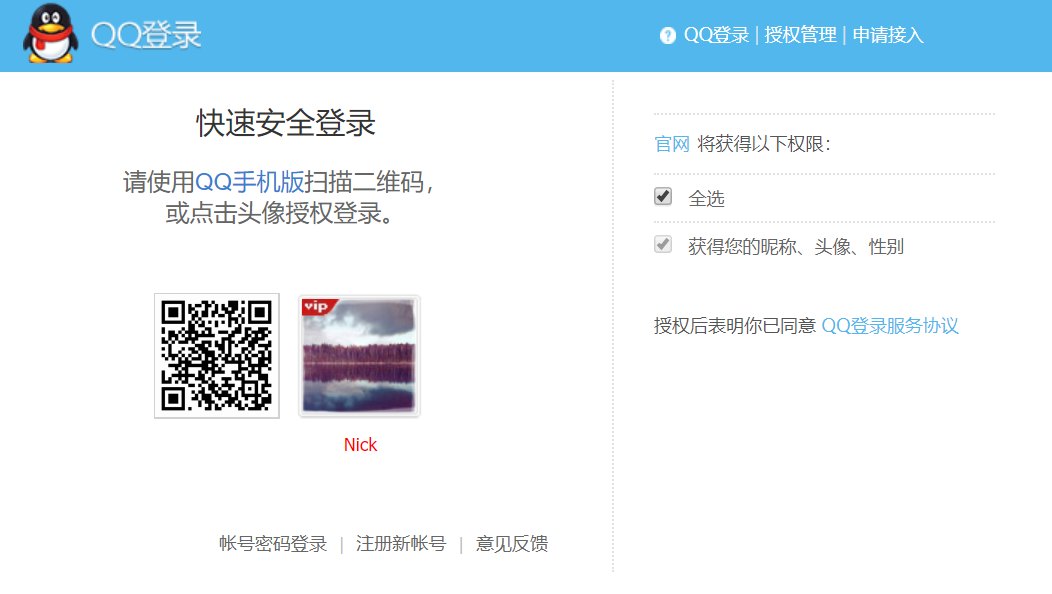 QQ登录
QQ登录 | 授权管理 | 申请接入
快速安全登录
请使用QQ手机版扫描二维码，
或点击头像授权登录。
vip
Nick
帐号密码登录 | 注册新帐号 | 意见反馈
官网 将获得以下权限：
全选
获得您的昵称、头像、性别
授权后表明你已同意 QQ登录服务协议